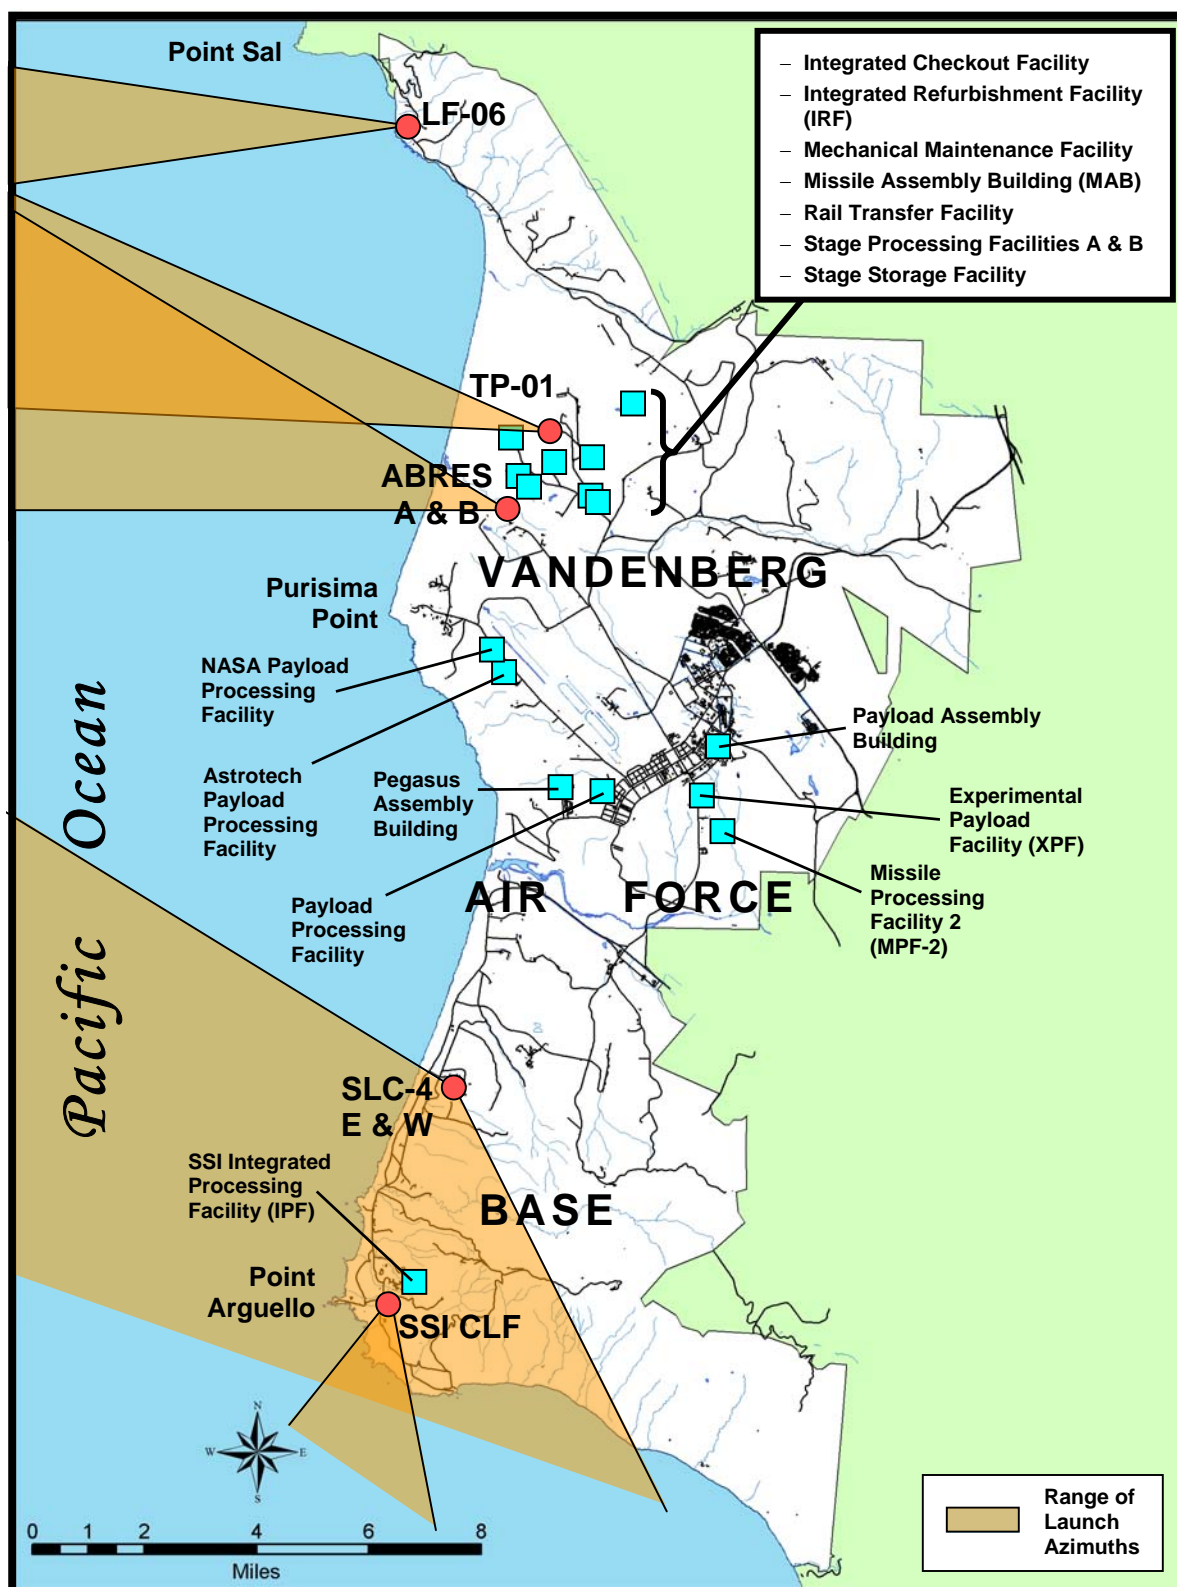 Point Sal
LF-06
– Integrated Checkout Facility
– Integrated Refurbishment Facility
(IRF)
– Mechanical Maintenance Facility
– Missile Assembly Building (MAB)
– Rail Transfer Facility
– Stage Processing Facilities A & B
– Stage Storage Facility
TP-01
ABRES
A & B
VANDENBERG
Purisima
Point
NASA Payload
Processing
Facility
Astrotech
Payload
Processing
Facility
Pegasus
Assembly
Building
Payload
Processing
Facility
Payload Assembly
Building
Experimental
Payload
Facility (XPF)
Missile
Processing
Facility 2
(MPF-2)
AIR FORCE
Pacific Ocean
SLC-4
E & W
SSI Integrated
Processing
Facility (IPF)
BASE
Point
Arguello
SSI CLF
N
W E
S
0 1 2 4 6 8
Miles
Range of
Launch
Azimuths